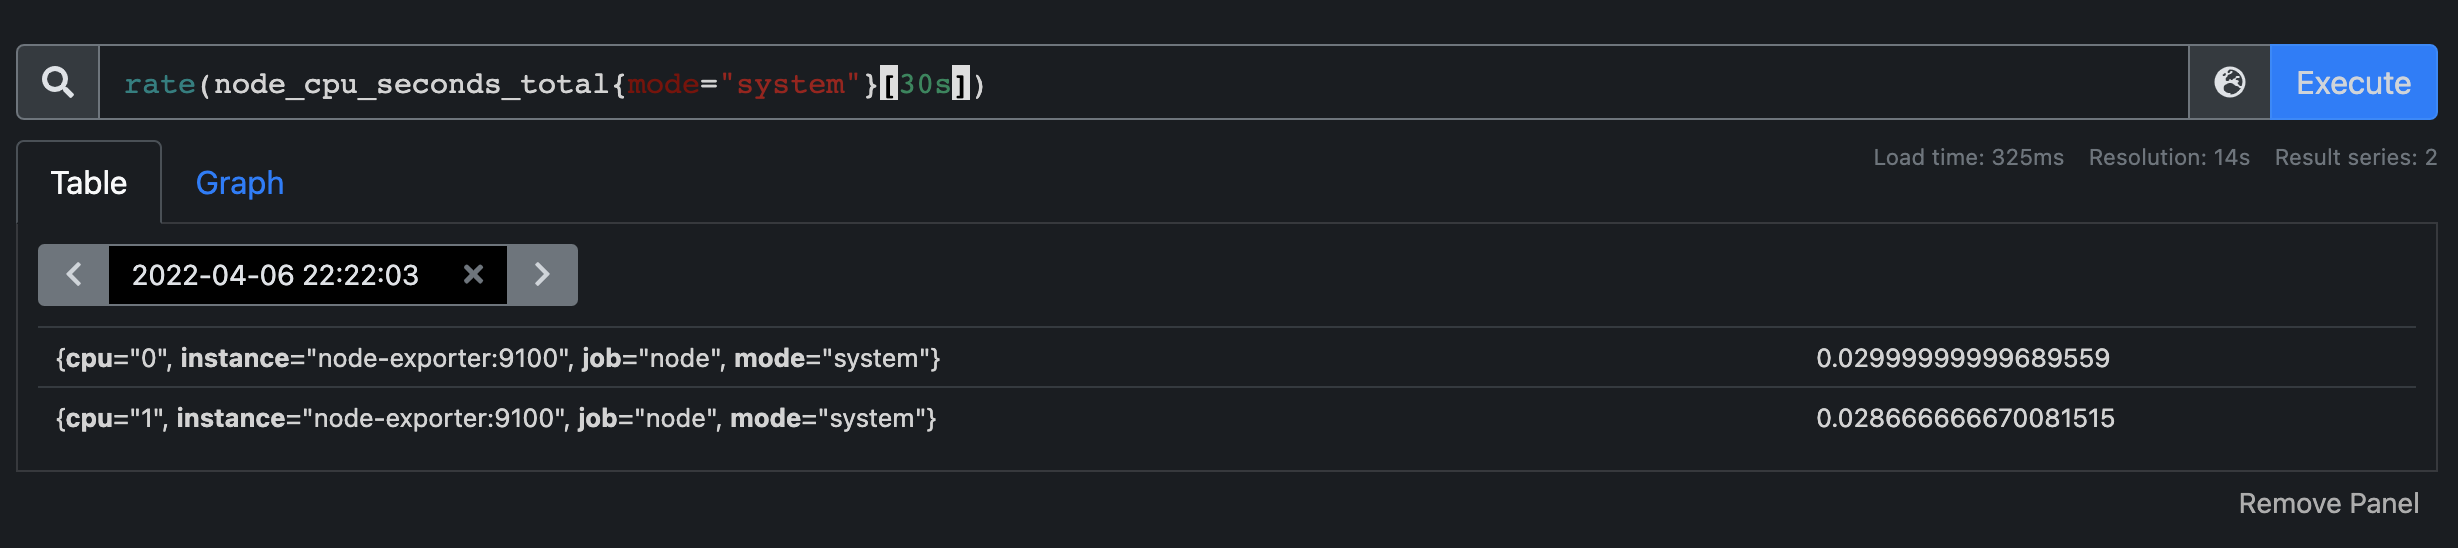 rate(node_cpu_seconds_total{mode="system"}[30s])
Execute
Table
Graph
Load time: 325ms Resolution: 14s Result series: 2
2022-04-06 22:22:03
{cpu="0", instance="node-exporter:9100", job="node", mode="system"} 0.02999999999689559
{cpu="1", instance="node-exporter:9100", job="node", mode="system"} 0.028666666670081515
Remove Panel